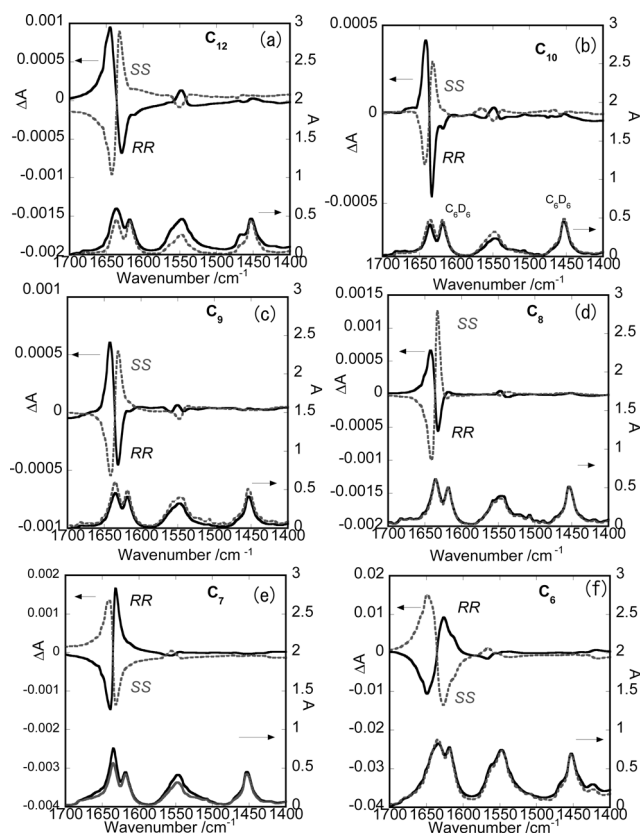 0.001
0.0005
0
-0.0005
-0.001
-0.0015
-0.002
ΔA
C12
(a)
SS
RR
3
2.5
2
1.5
1
0.5
0
A
1700 1650 1600 1550 1500 1450 1400
Wavenumber /cm-1
0.0005
0
-0.0005
ΔA
C10
(b)
SS
RR
C6D6
C6D6
3
2.5
2
1.5
1
0.5
0
A
1700 1650 1600 1550 1500 1450 1400
Wavenumber /cm-1
0.001
0.0005
0
-0.0005
-0.001
ΔA
C9
(c)
SS
RR
3
2.5
2
1.5
1
0.5
0
A
1700 1650 1600 1550 1500 1450 1400
Wavenumber /cm-1
0.0015
0.001
0.0005
0
-0.0005
-0.001
-0.0015
-0.002
ΔA
C8
(d)
SS
RR
3
2.5
2
1.5
1
0.5
0
A
1700 1650 1600 1550 1500 1450 1400
Wavenumber /cm-1
0.002
0.001
0
-0.001
-0.002
-0.003
-0.004
ΔA
C7
(e)
RR
SS
3
2.5
2
1.5
1
0.5
0
A
1700 1650 1600 1550 1500 1450 1400
Wavenumber /cm-1
0.02
0.01
0
-0.01
-0.02
-0.03
-0.04
ΔA
C6
(f)
RR
SS
3
2.5
2
1.5
1
0.5
0
A
1700 1650 1600 1550 1500 1450 1400
Wavenumber /cm-1